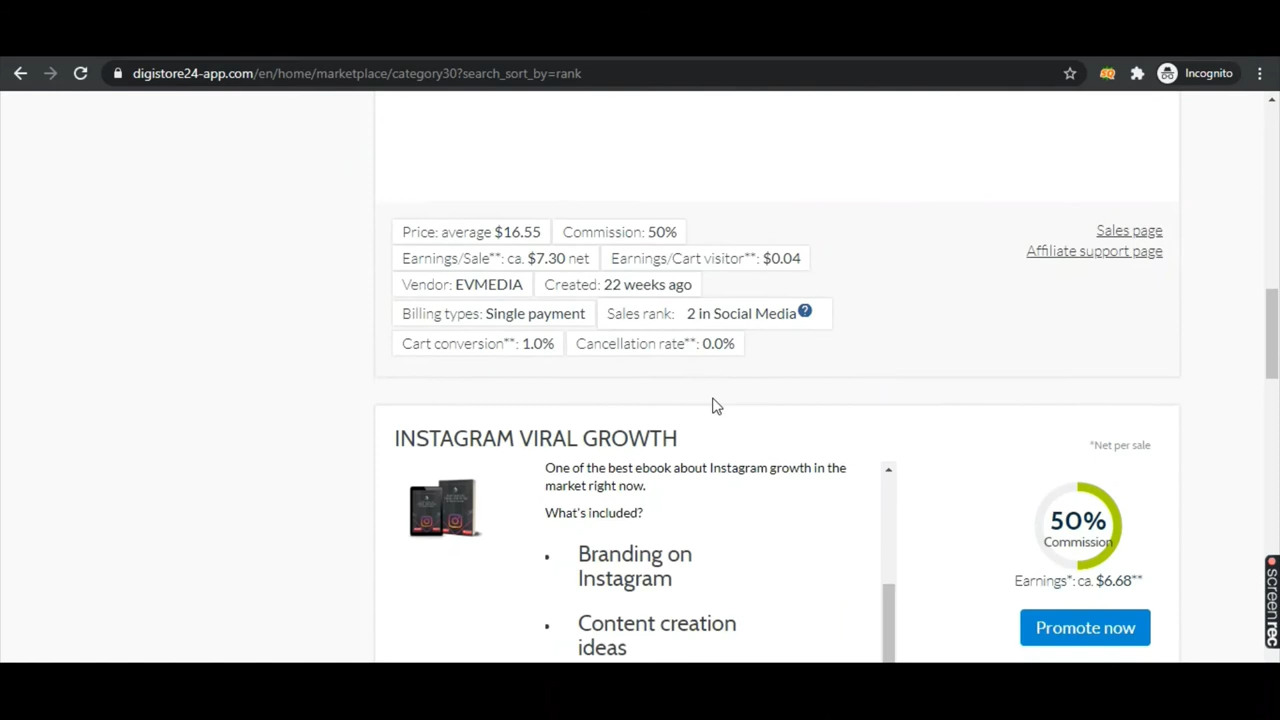 digistore24-app.com/en/home/marketplace/category30?search_sort_by=rank
Incognito
Price: average $16.55 Commission: 50%
Sales page
Earnings/Sale**: ca. $7.30 net Earnings/Cart visitor**: $0.04
Affiliate support page
Vendor: EVMEDIA Created: 22 weeks ago
Billing types: Single payment Sales rank: 2 in Social Media ?
Cart conversion**: 1.0% Cancellation rate**: 0.0%
INSTAGRAM VIRAL GROWTH
*Net per sale
One of the best ebook about Instagram growth in the
market right now.
What's included?
• Branding on
Instagram
• Content creation
ideas
50%
Commission
Earnings*: ca. $6.68**
Promote now
screenrec